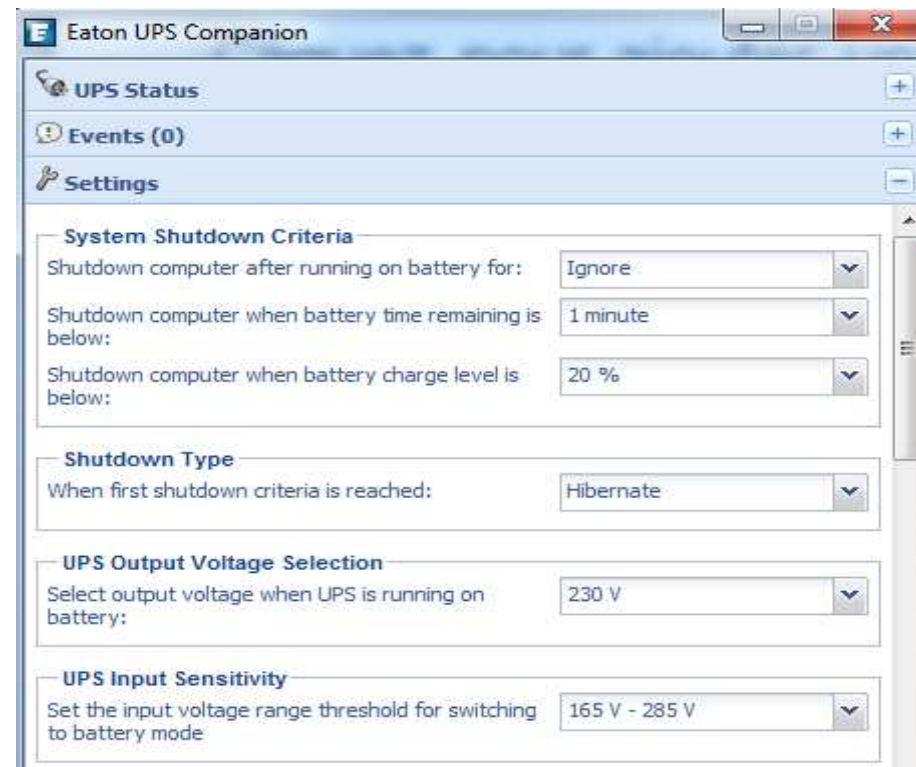 Eaton UPS Companion
UPS Status
Events (0)
Settings
System Shutdown Criteria
Shutdown computer after running on battery for: Ignore
Shutdown computer when battery time remaining is 1 minute
below:
Shutdown computer when battery charge level is 20 %
below:
Shutdown Type
When first shutdown criteria is reached: Hibernate
UPS Output Voltage Selection
Select output voltage when UPS is running on 230 V
battery:
UPS Input Sensitivity
Set the input voltage range threshold for switching 165 V - 285 V
to battery mode